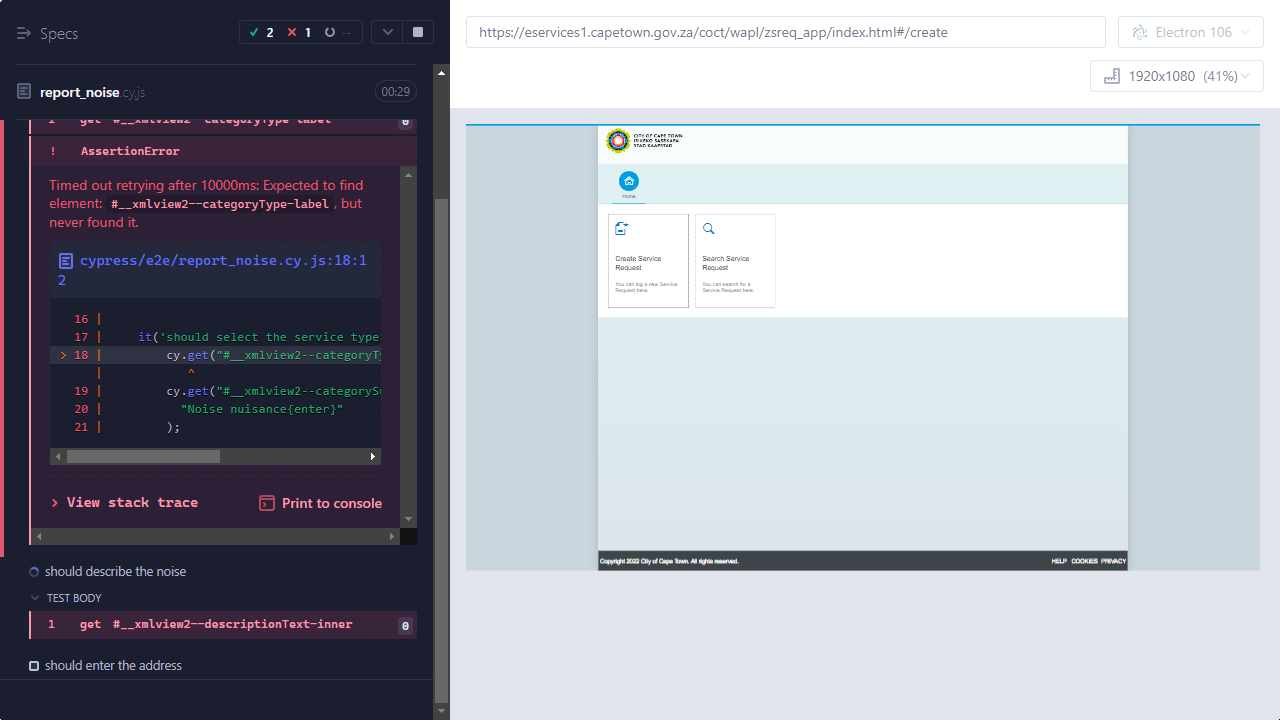 Specs
2
1
--
report_noise.cy.js
00:29
1 get #__xmlview2--categoryType-label 0
! AssertionError
Timed out retrying after 10000ms: Expected to find
element: #__xmlview2--categoryType-label, but
never found it.
cypress/e2e/report_noise.cy.js:18:1
2
16 |
17 | it('should select the service type
> 18 | cy.get("#__xmlview2--categoryTy
| ^
19 | cy.get("#__xmlview2--categorySu
20 | "Noise nuisance{enter}"
21 | );
> View stack trace
Print to console
should describe the noise
TEST BODY
1 get #__xmlview2--descriptionText-inner 0
should enter the address
https://eservices1.capetown.gov.za/coct/wapl/zsreq_app/index.html#/create
Electron 106
1920x1080 (41%)
CITY OF CAPE TOWN
ISIXEKO SASEKAPA
STAD KAAPSTAD
Home
Create Service
Request
You can log a new Service
Request here.
Search Service
Request
You can search for a
Service Request here.
Copyright 2022 City of Cape Town. All rights reserved.
HELP COOKIES PRIVACY